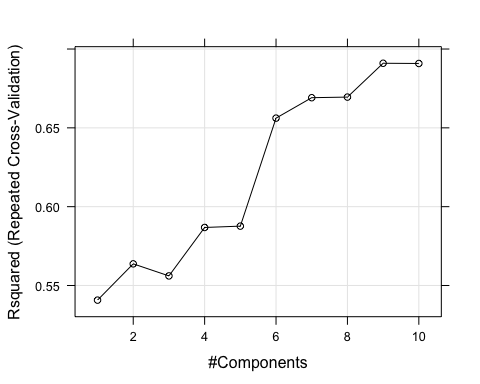 Rsquared (Repeated Cross-Validation)
0.65
0.60
0.55
2 4 6 8 10
#Components